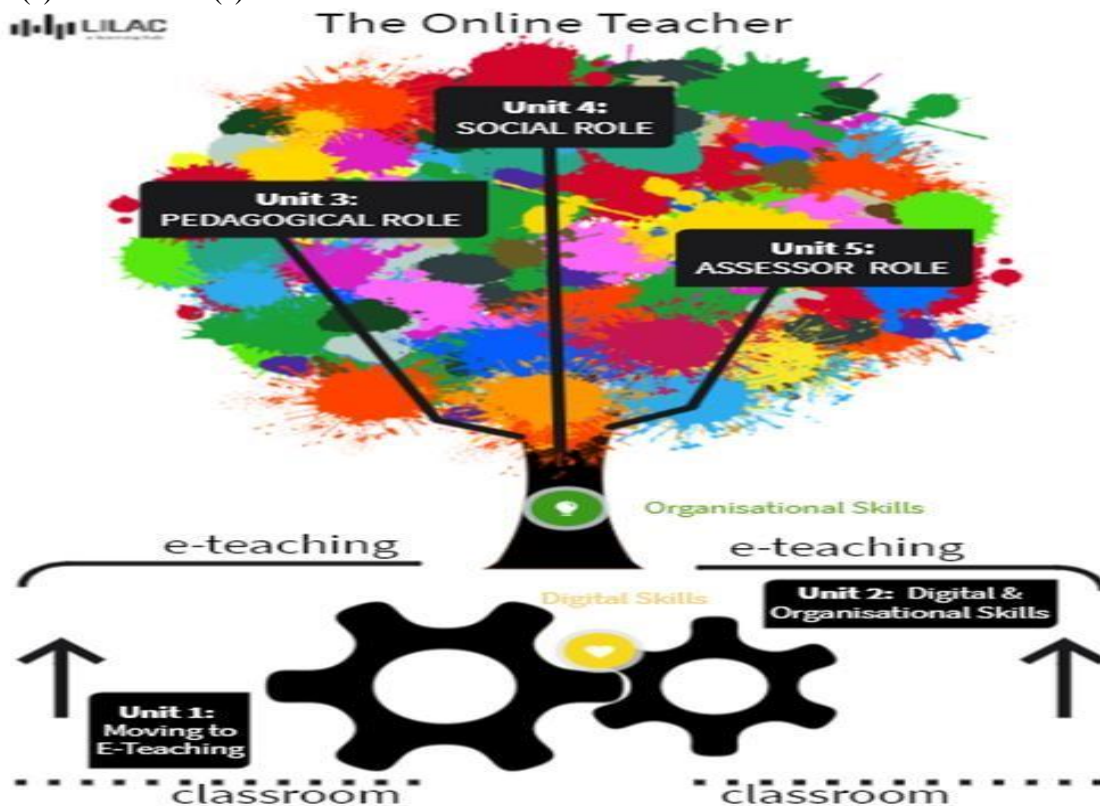 The Online Teacher
LILAC
Unit 4:
SOCIAL ROLE
Unit 3:
PEDAGOGICAL ROLE
Unit 5:
ASSESSOR ROLE
Organisational Skills
e-teaching
e-teaching
Digital Skills
Unit 2: Digital &
Organisational Skills
Unit 1:
Moving to
E-Teaching
classroom
classroom